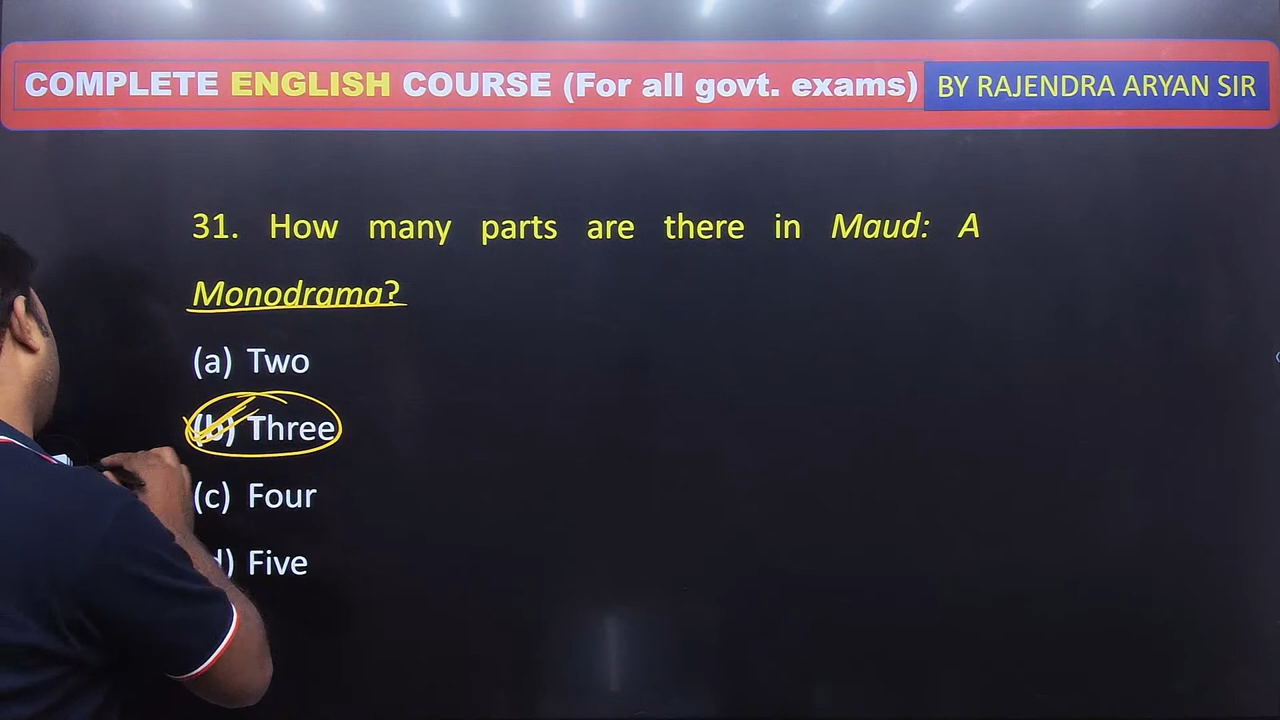 COMPLETE ENGLISH COURSE (For all govt. exams) BY RAJENDRA ARYAN SIR
31. How many parts are there in Maud: A
Monodrama?
(a) Two
(b) Three
(c) Four
d) Five